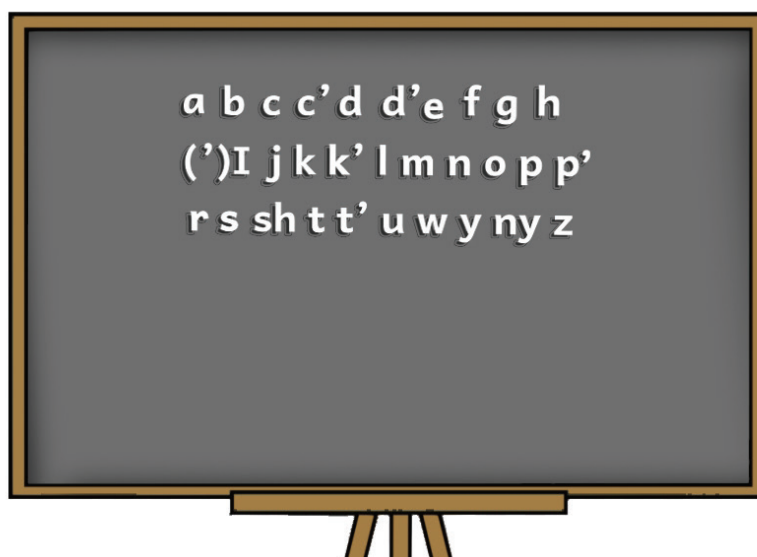 a b c c’ d d’ e f g h
(’)I j k k’ l m n o p p’
r s sh t t’ u w y ny z